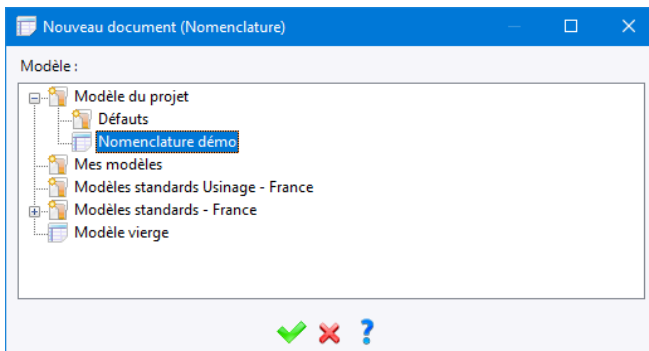 Nouveau document (Nomenclature)
Modèle :
Modèle du projet
Défauts
Nomenclature démo
Mes modèles
Modèles standards Usinage - France
Modèles standards - France
Modèle vierge
?